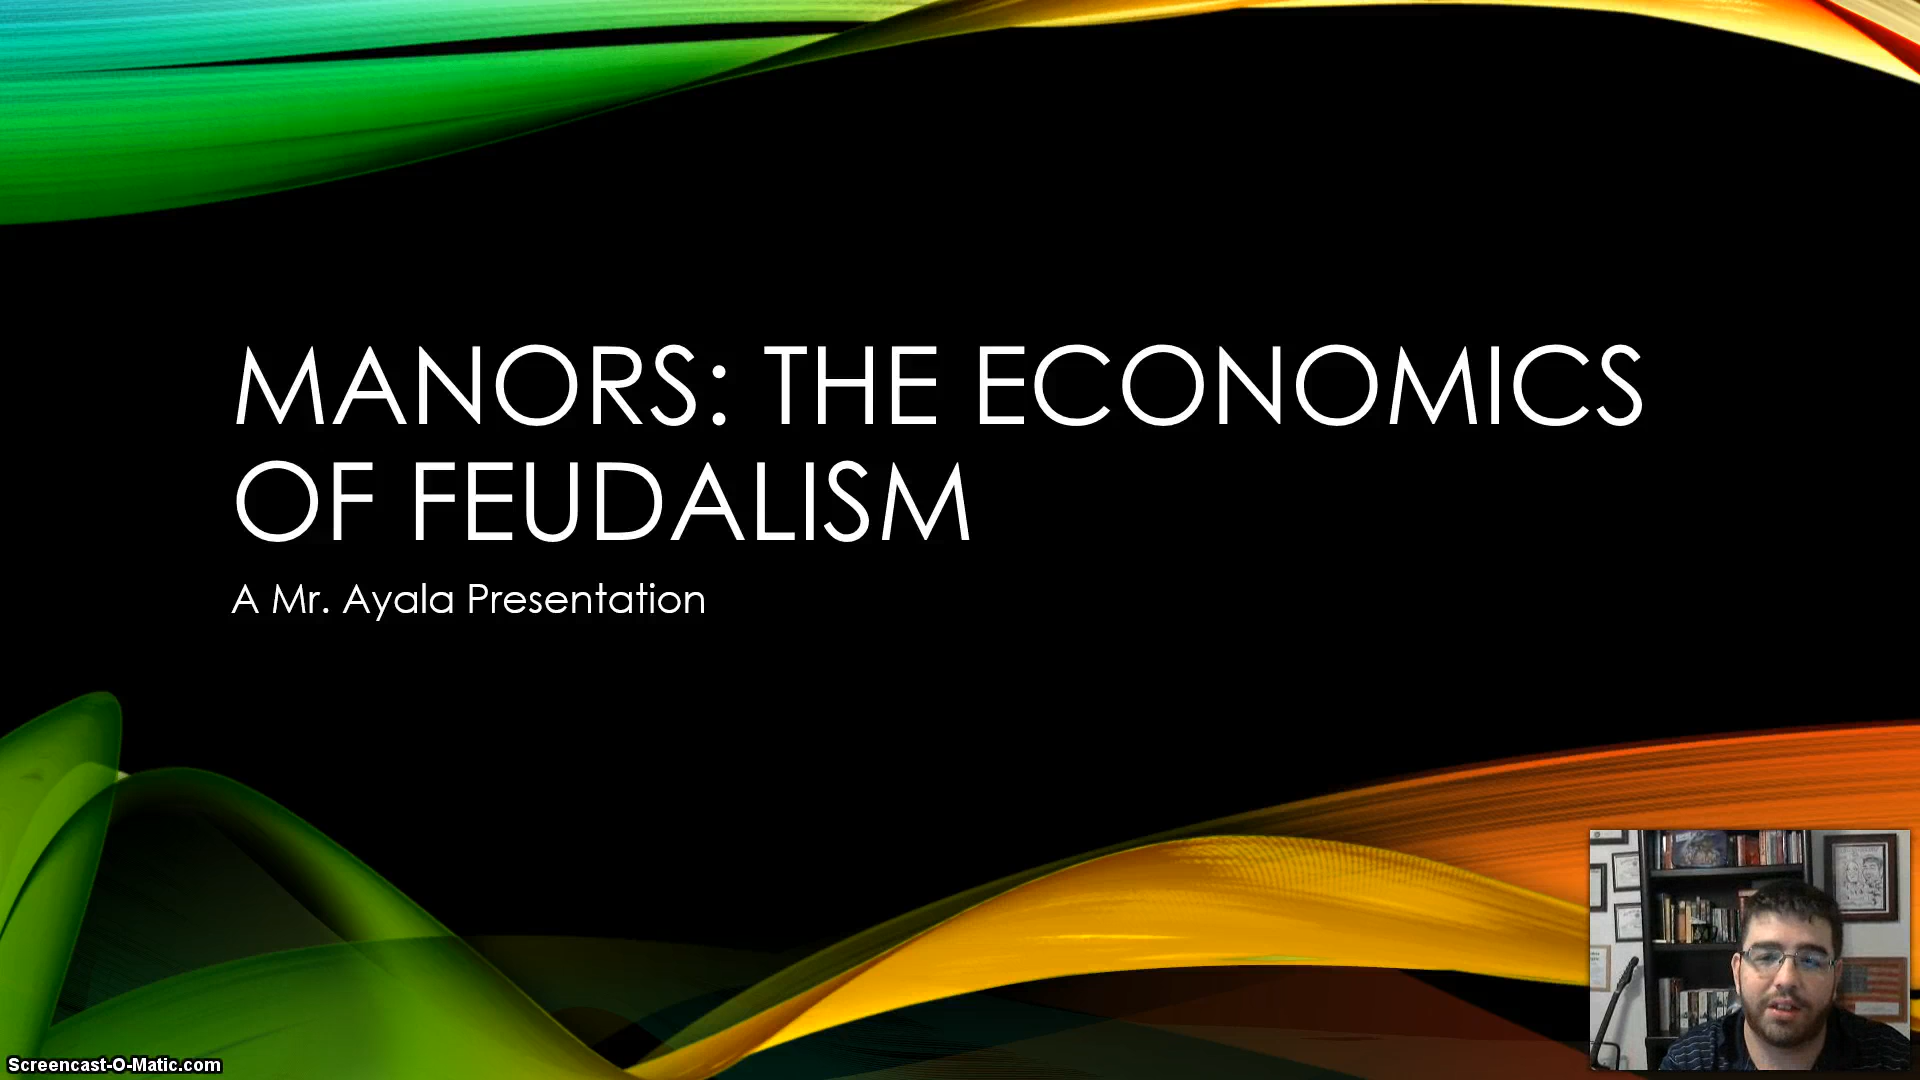 MANORS: THE ECONOMICS
OF FEUDALISM
A Mr. Ayala Presentation
Screencast-O-Matic.com